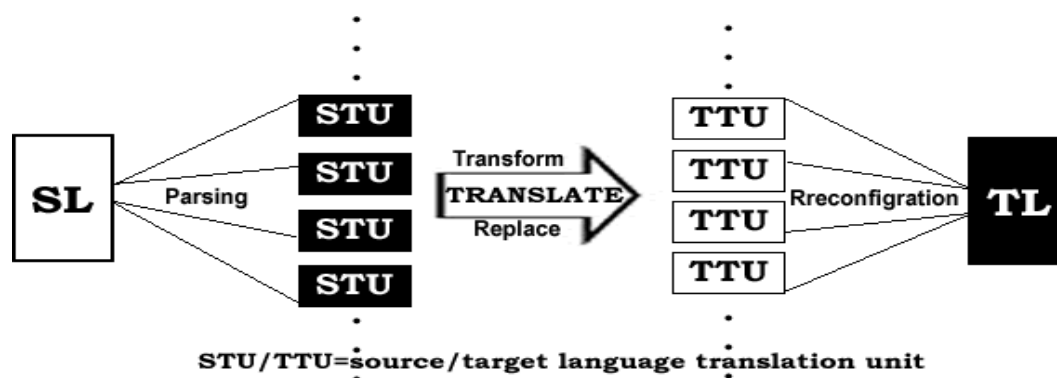 STU
STU
STU
STU
SL
Parsing
Transform
TRANSLATE
Replace
TTU
TTU
TTU
TTU
Rreconfigration
TL
STU/TTU=source/target language translation unit